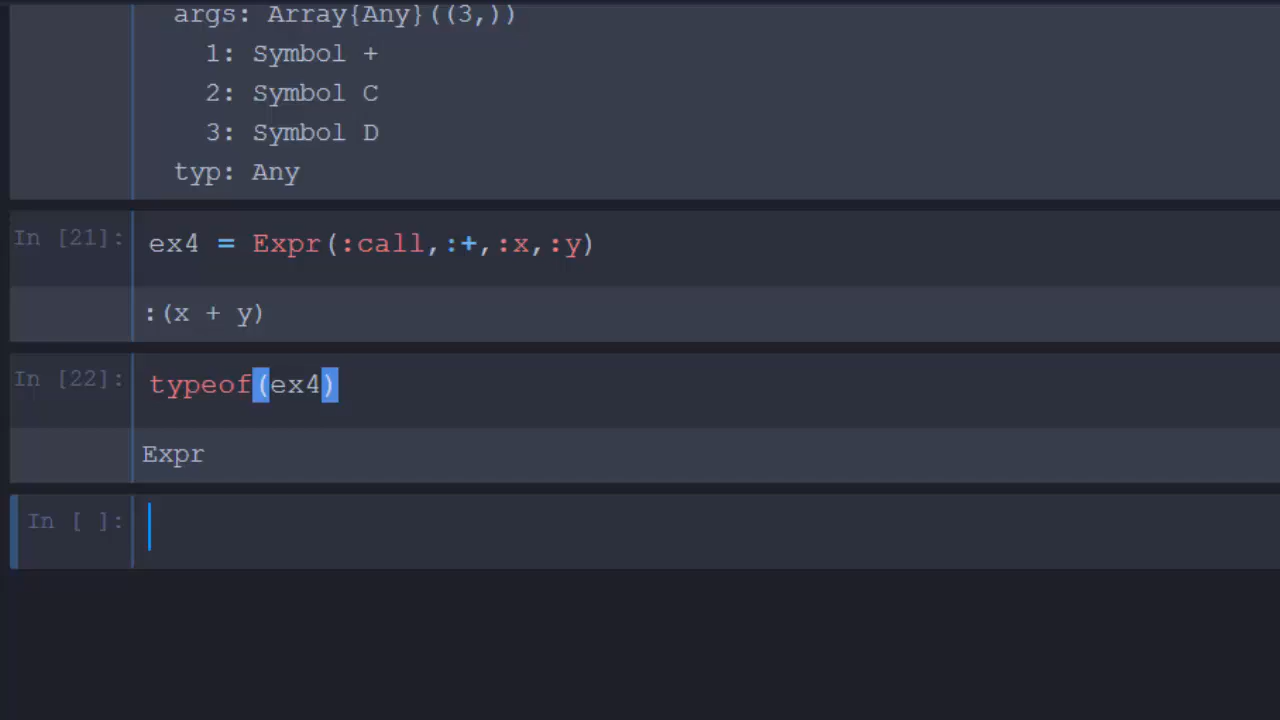 args: Array{Any}((3,))
1: Symbol +
2: Symbol C
3: Symbol D
typ: Any
In [21]: ex4 = Expr(:call,:+,:x,:y)
:(x + y)
In [22]: typeof(ex4)
Expr
In [ ]: